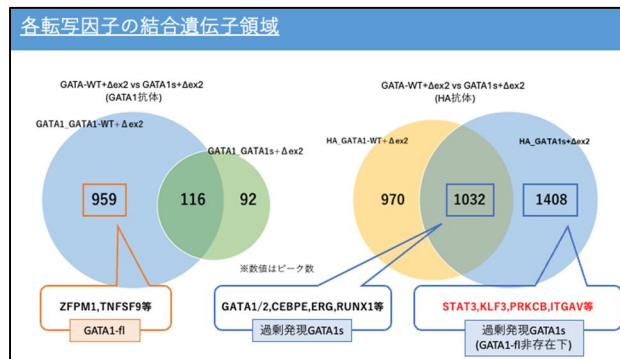 各転写因子の結合遺伝子領域
GATA-WT+Δex2 vs GATA1s+Δex2
(GATA1抗体)
GATA1_GATA1-WT+Δex2
GATA1_GATA1s+Δex2
959
116
92
GATA-WT+Δex2 vs GATA1s+Δex2
(HA抗体)
HA_GATA1-WT+Δex2
HA_GATA1s+Δex2
970
1032
1408
※数値はピーク数
ZFPM1,TNFSF9等
GATA1-fl
GATA1/2,CEBPE,ERG,RUNX1等
過剰発現GATA1s
STAT3,KLF3,PRKCB,ITGAV等
過剰発現GATA1s
(GATA1-fl非存在下)